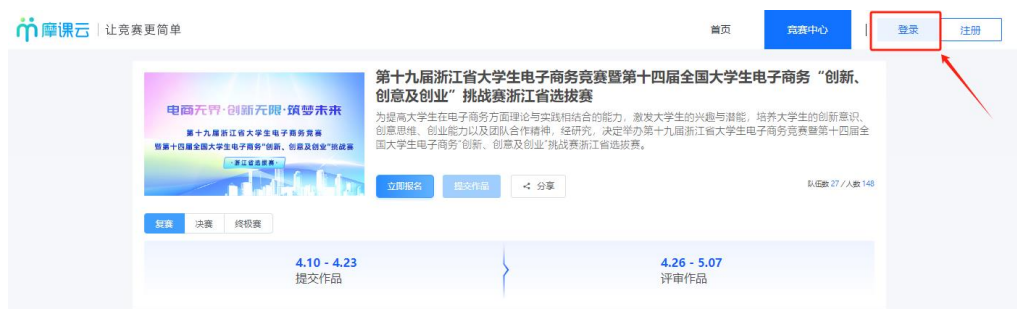 摩课云 | 让竞赛更简单
首页
竞赛中心
登录
注册
电商无界·创新无限·筑梦未来
第十九届浙江省大学生电子商务竞赛
暨第十四届全国大学生电子商务“创新、创意及创业”挑战赛
·浙江省选拔赛·
第十九届浙江省大学生电子商务竞赛暨第十四届全国大学生电子商务“创新、
创意及创业”挑战赛浙江省选拔赛
为提高大学生在电子商务方面理论与实践相结合的能力，激发大学生的兴趣与潜能，培养大学生的创新意识、
创意思维、创业能力以及团队合作精神，经研究，决定举办第十九届浙江省大学生电子商务竞赛暨第十四届全
国大学生电子商务“创新、创意及创业”挑战赛浙江省选拔赛。
立即报名
提交作品
分享
队伍数 27 / 人数 148
复赛
决赛
终极赛
4.10 - 4.23
提交作品
4.26 - 5.07
评审作品